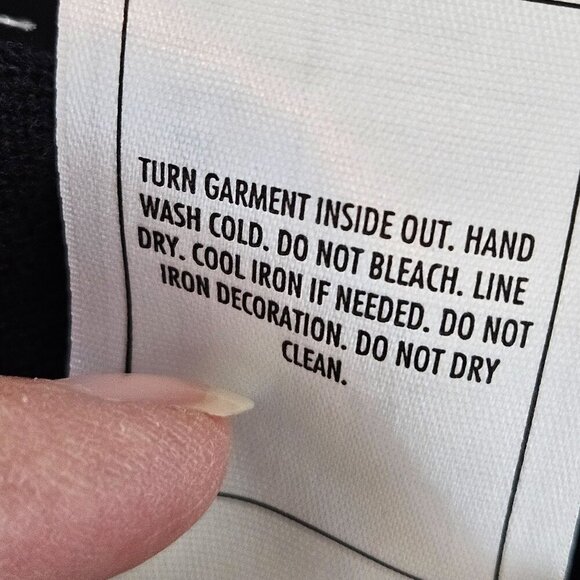 TURN GARMENT INSIDE OUT. HAND
WASH COLD. DO NOT BLEACH. LINE
DRY. COOL IRON IF NEEDED. DO NOT
IRON DECORATION. DO NOT DRY
CLEAN.